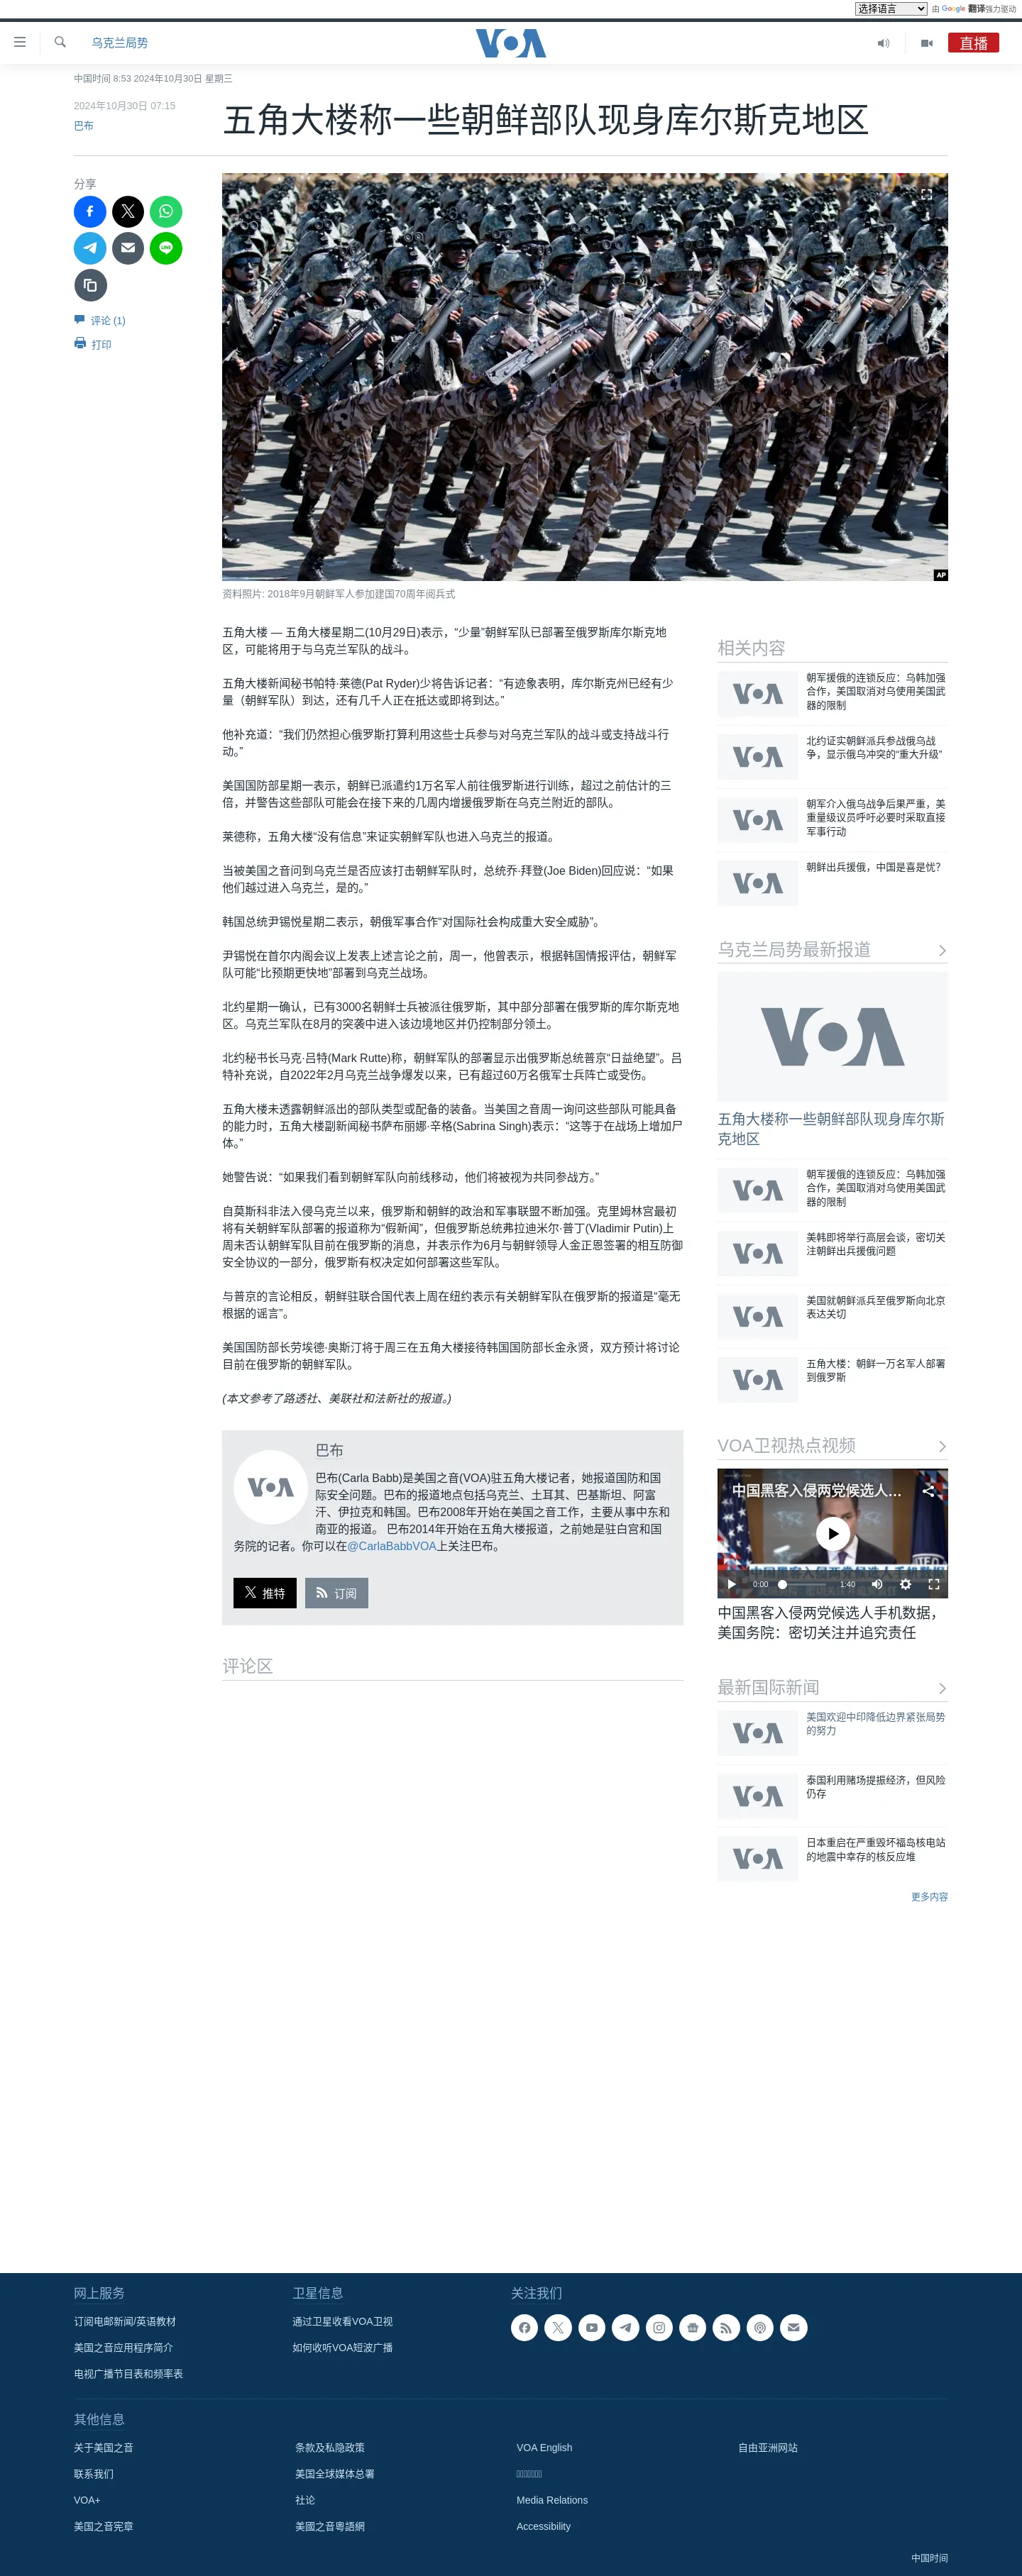 选择语言 由 Google 翻译强力驱动
乌克兰局势
VOA
直播
中国时间 8:53 2024年10月30日 星期三
2024年10月30日 07:15
巴布
五角大楼称一些朝鲜部队现身库尔斯克地区
分享
评论 (1)
打印
AP
资料照片: 2018年9月朝鲜军人参加建国70周年阅兵式
五角大楼 — 五角大楼星期二(10月29日)表示，“少量”朝鲜军队已部署至俄罗斯库尔斯克地
区，可能将用于与乌克兰军队的战斗。
五角大楼新闻秘书帕特·莱德(Pat Ryder)少将告诉记者：“有迹象表明，库尔斯克州已经有少
量（朝鲜军队）到达，还有几千人正在抵达或即将到达。”
他补充道：“我们仍然担心俄罗斯打算利用这些士兵参与对乌克兰军队的战斗或支持战斗行
动。”
美国国防部星期一表示，朝鲜已派遣约1万名军人前往俄罗斯进行训练，超过之前估计的三
倍，并警告这些部队可能会在接下来的几周内增援俄罗斯在乌克兰附近的部队。
莱德称，五角大楼“没有信息”来证实朝鲜军队也进入乌克兰的报道。
当被美国之音问到乌克兰是否应该打击朝鲜军队时，总统乔·拜登(Joe Biden)回应说：“如果
他们越过进入乌克兰，是的。”
韩国总统尹锡悦星期二表示，朝俄军事合作“对国际社会构成重大安全威胁”。
尹锡悦在首尔内阁会议上发表上述言论之前，周一，他曾表示，根据韩国情报评估，朝鲜军
队可能“比预期更快地”部署到乌克兰战场。
北约星期一确认，已有3000名朝鲜士兵被派往俄罗斯，其中部分部署在俄罗斯的库尔斯克地
区。乌克兰军队在8月的突袭中进入该边境地区并仍控制部分领土。
北约秘书长马克·吕特(Mark Rutte)称，朝鲜军队的部署显示出俄罗斯总统普京“日益绝望”。吕
特补充说，自2022年2月乌克兰战争爆发以来，已有超过60万名俄军士兵阵亡或受伤。
五角大楼未透露朝鲜派出的部队类型或配备的装备。当美国之音周一询问这些部队可能具备
的能力时，五角大楼副新闻秘书萨布丽娜·辛格(Sabrina Singh)表示：“这等于在战场上增加尸
体。”
她警告说：“如果我们看到朝鲜军队向前线移动，他们将被视为共同参战方。”
自莫斯科非法入侵乌克兰以来，俄罗斯和朝鲜的政治和军事联盟不断加强。克里姆林宫最初
将有关朝鲜军队部署的报道称为“假新闻”，但俄罗斯总统弗拉迪米尔·普丁(Vladimir Putin)上
周未否认朝鲜军队目前在俄罗斯的消息，并表示作为6月与朝鲜领导人金正恩签署的相互防御
安全协议的一部分，俄罗斯有权决定如何部署这些军队。
与普京的言论相反，朝鲜驻联合国代表上周在纽约表示有关朝鲜军队在俄罗斯的报道是“毫无
根据的谣言”。
美国国防部长劳埃德·奥斯汀将于周三在五角大楼接待韩国国防部长金永贤，双方预计将讨论
目前在俄罗斯的朝鲜军队。
(本文参考了路透社、美联社和法新社的报道。)
VOA
巴布
巴布(Carla Babb)是美国之音(VOA)驻五角大楼记者，她报道国防和国
际安全问题。巴布的报道地点包括乌克兰、土耳其、巴基斯坦、阿富
汗、伊拉克和韩国。巴布2008年开始在美国之音工作，主要从事中东和
南亚的报道。 巴布2014年开始在五角大楼报道，之前她是驻白宫和国
务院的记者。你可以在@CarlaBabbVOA上关注巴布。
推特
订阅
评论区
相关内容
VOA
朝军援俄的连锁反应：乌韩加强
合作，美国取消对乌使用美国武
器的限制
VOA
北约证实朝鲜派兵参战俄乌战
争，显示俄乌冲突的“重大升级”
VOA
朝军介入俄乌战争后果严重，美
重量级议员呼吁必要时采取直接
军事行动
VOA
朝鲜出兵援俄，中国是喜是忧？
乌克兰局势最新报道
VOA
五角大楼称一些朝鲜部队现身库尔斯
克地区
VOA
朝军援俄的连锁反应：乌韩加强
合作，美国取消对乌使用美国武
器的限制
VOA
美韩即将举行高层会谈，密切关
注朝鲜出兵援俄问题
VOA
美国就朝鲜派兵至俄罗斯向北京
表达关切
VOA
五角大楼：朝鲜一万名军人部署
到俄罗斯
VOA卫视热点视频
中国黑客入侵两党候选人...
0:00
1:40
中国黑客入侵两党候选人手机数据，
美国务院：密切关注并追究责任
最新国际新闻
VOA
美国欢迎中印降低边界紧张局势
的努力
VOA
泰国利用赌场提振经济，但风险
仍存
VOA
日本重启在严重毁坏福岛核电站
的地震中幸存的核反应堆
更多内容
网上服务
订阅电邮新闻/英语教材
美国之音应用程序简介
电视广播节目表和频率表
卫星信息
通过卫星收看VOA卫视
如何收听VOA短波广播
关注我们
其他信息
关于美国之音
联系我们
VOA+
美国之音宪章
条款及私隐政策
美国全球媒体总署
社论
美國之音粵語網
VOA English
Media Relations
Accessibility
自由亚洲网站
中国时间